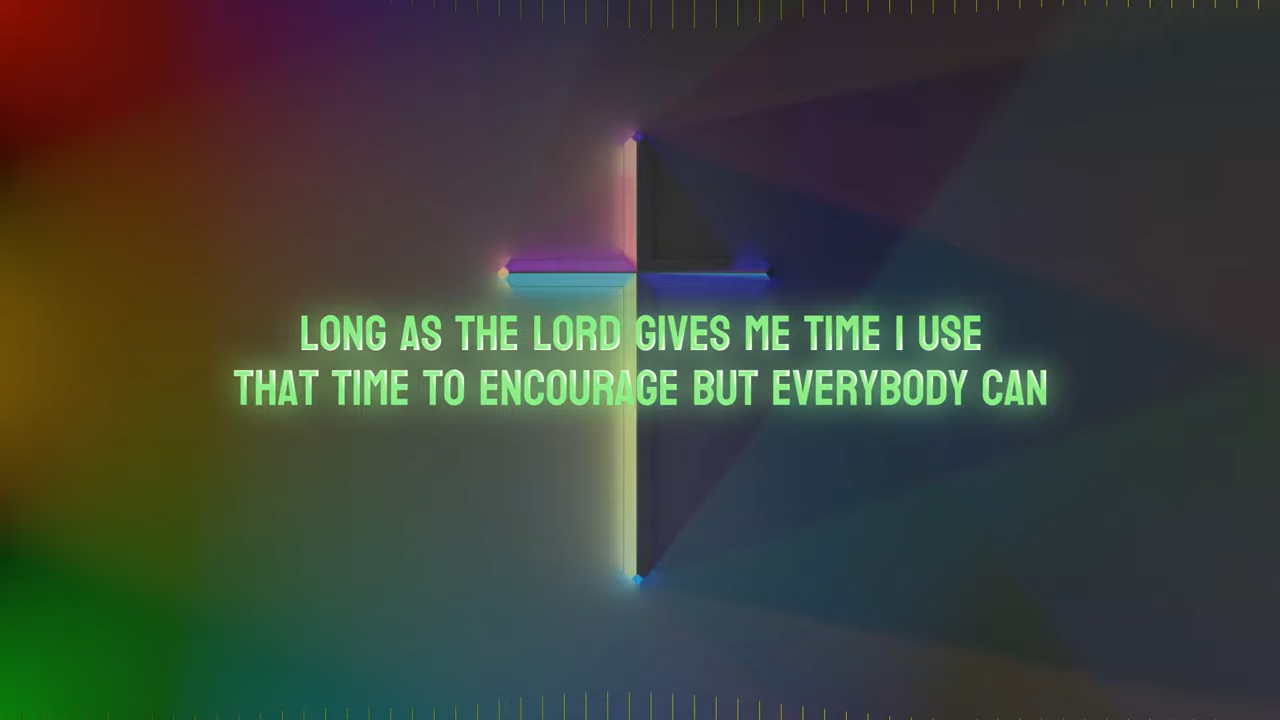 LONG AS THE LORD GIVES ME TIME I USE
THAT TIME TO ENCOURAGE BUT EVERYBODY CAN